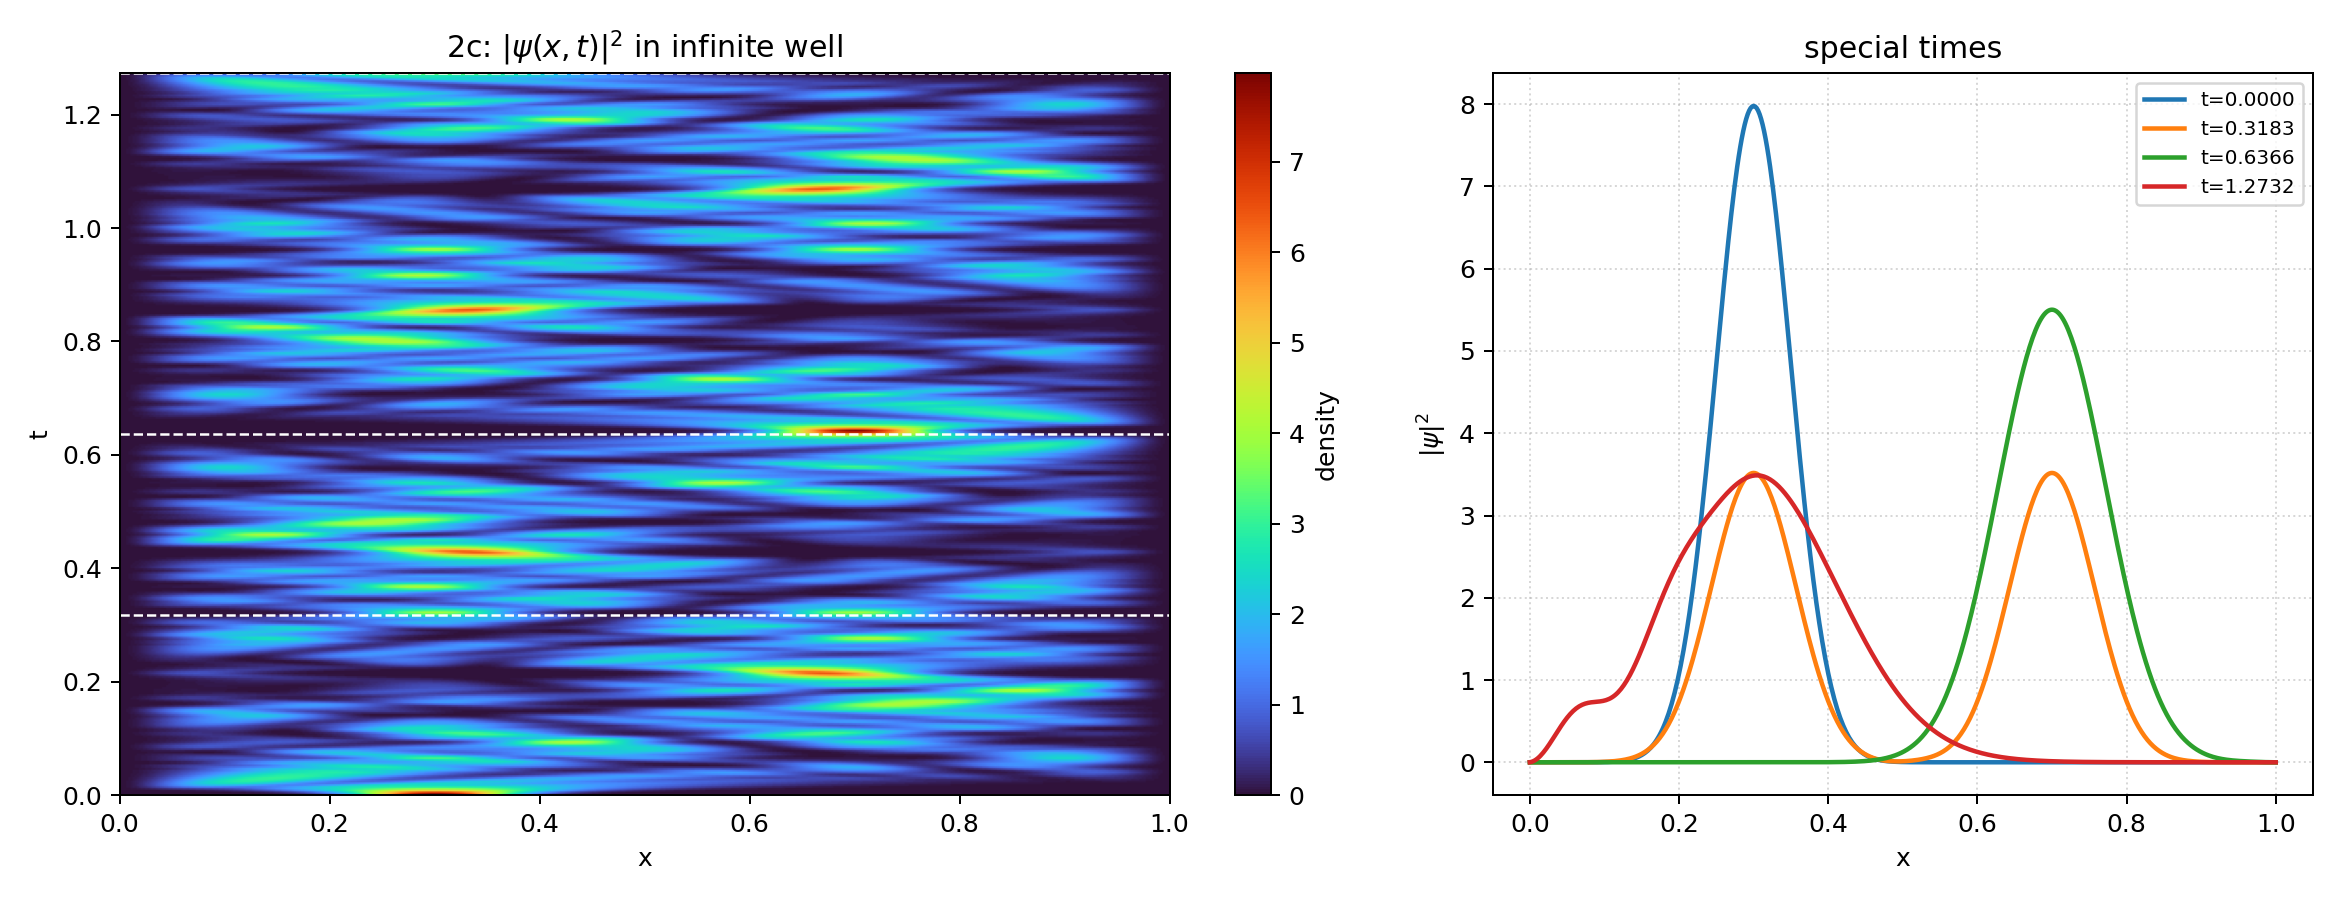 2c: |ψ(x, t)|² in infinite well
t
1.2
1.0
0.8
0.6
0.4
0.2
0.0
0.0 0.2 0.4 0.6 0.8 1.0
x
7
6
5
4
3
2
1
0
density
special times
|ψ|²
8
7
6
5
4
3
2
1
0
0.0 0.2 0.4 0.6 0.8 1.0
x
t=0.0000
t=0.3183
t=0.6366
t=1.2732